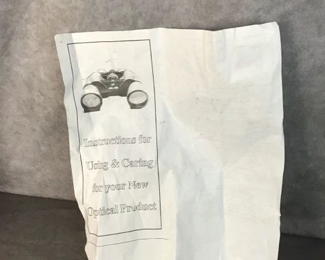 Instructions for
Using & Caring
for your New
Optical Product